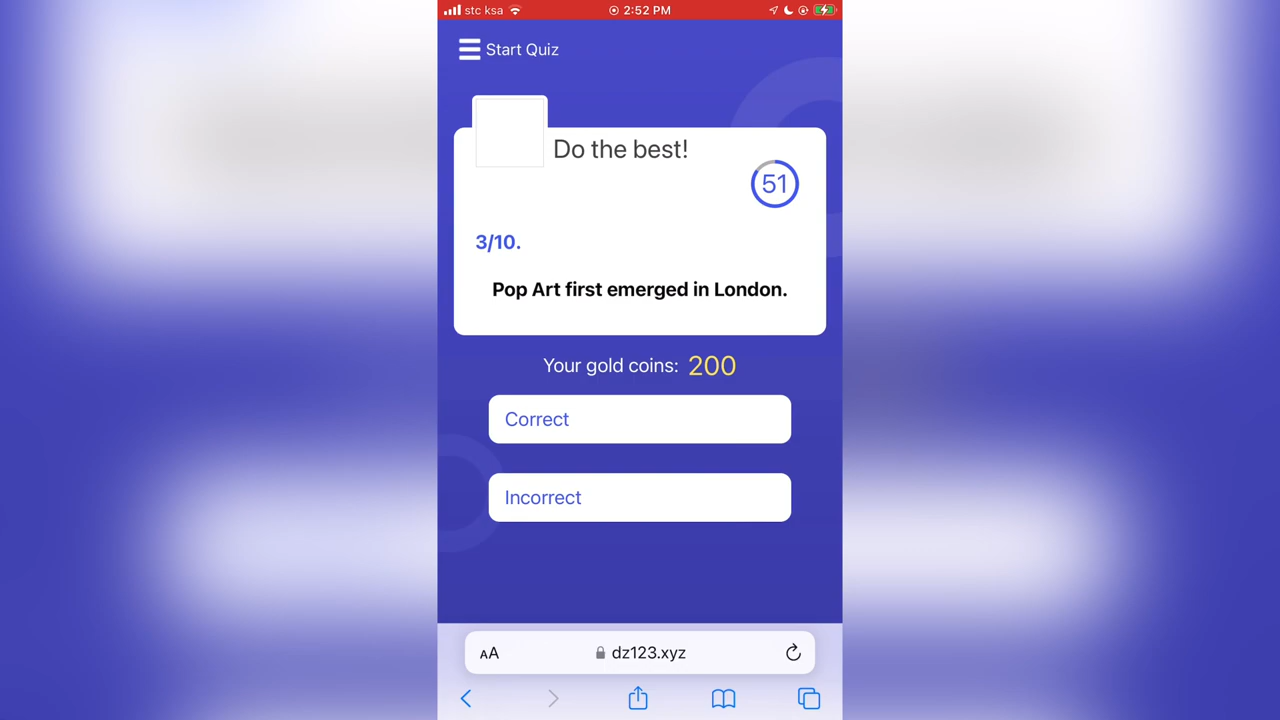 stc ksa
2:52 PM
Start Quiz
Do the best!
51
3/10.
Pop Art first emerged in London.
Your gold coins: 200
Correct
Incorrect
AA
dz123.xyz